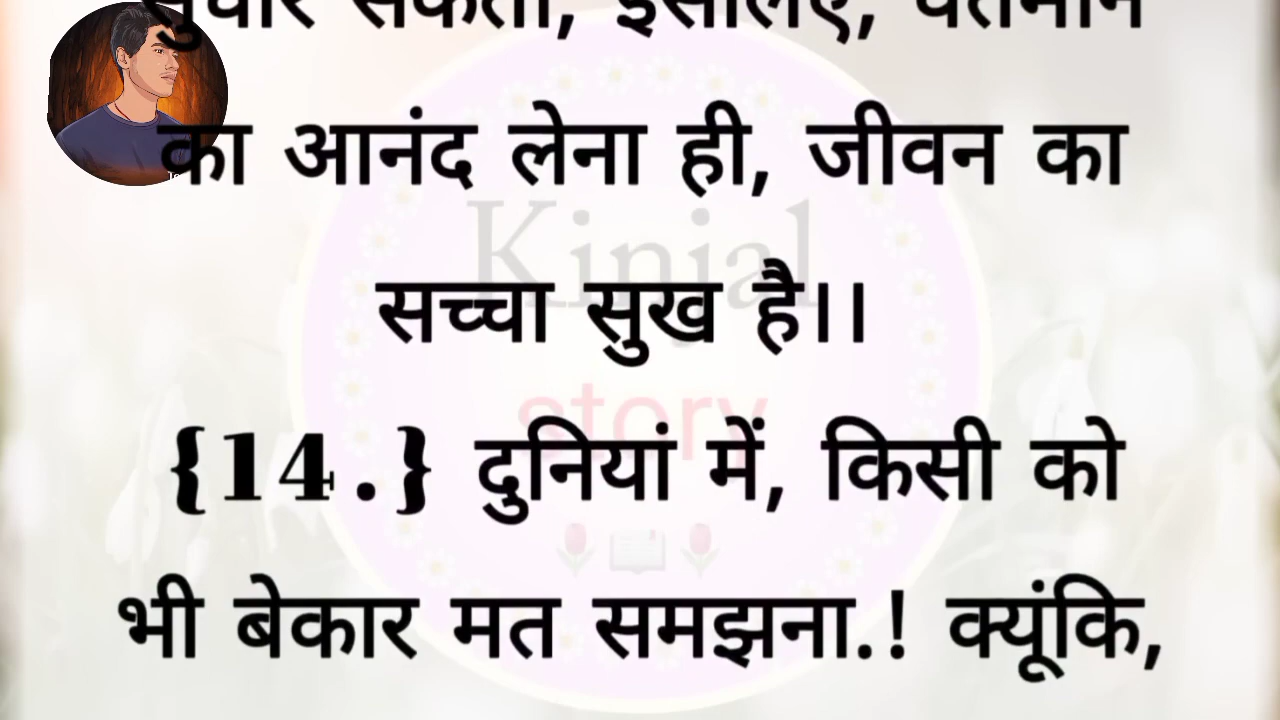 सुधार सकता, इसलिए, वर्तमान
का आनंद लेना ही, जीवन का
सच्चा सुख है।।
{14.} दुनियां में, किसी को
भी बेकार मत समझना.! क्यूंकि,
Kinjal
story